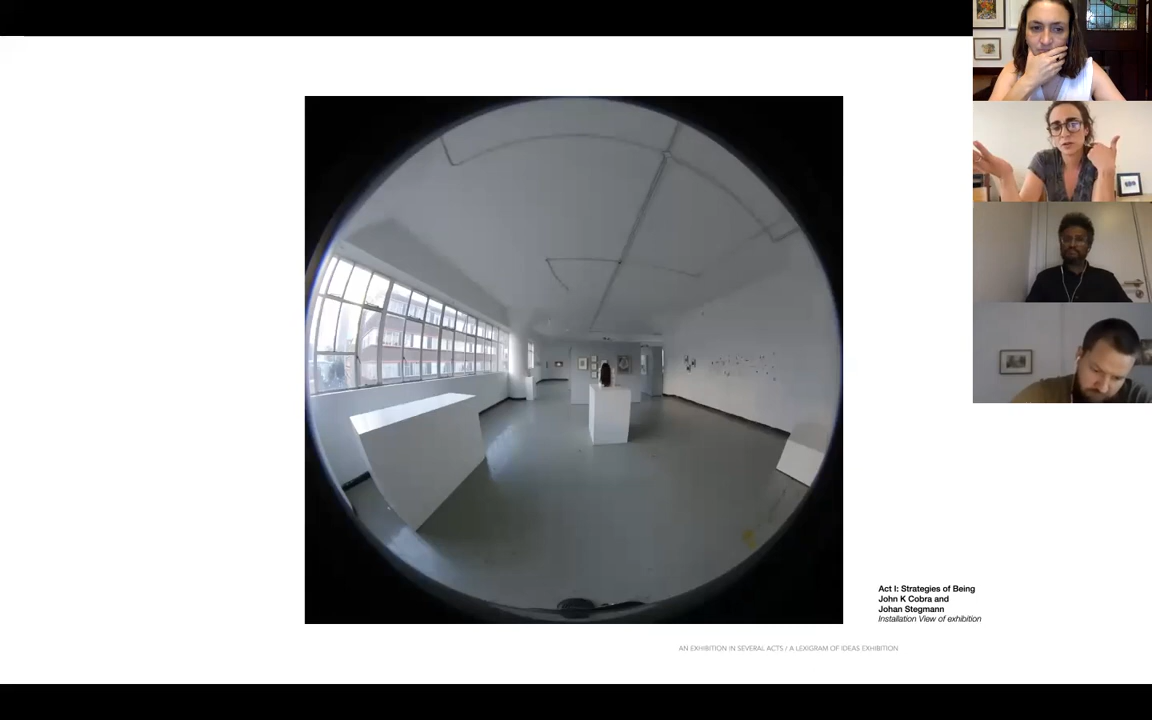 Act I: Strategies of Being
John K Cobra and
Johan Stegmann
Installation View of exhibition
AN EXHIBITION IN SEVERAL ACTS / A LEXIGRAM OF IDEAS EXHIBITION